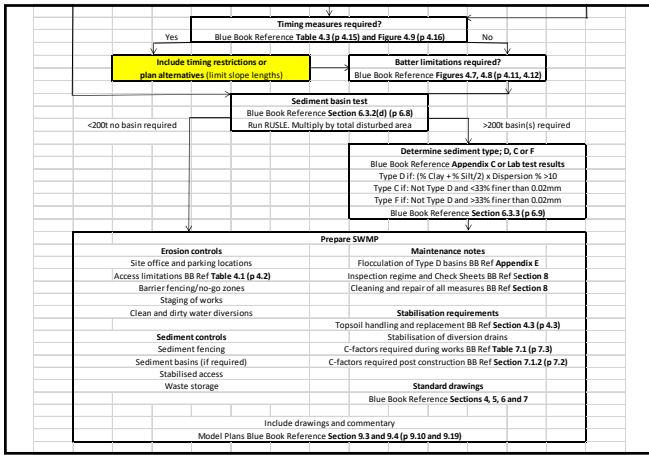 Timing measures required?
Blue Book Reference Table 4.3 (p 4.15) and Figure 4.9 (p 4.16)
Yes
No
Include timing restrictions or
plan alternatives (limit slope lengths)
Batter limitations required?
Blue Book Reference Figures 4.7, 4.8 (p 4.11, 4.12)
Sediment basin test
Blue Book Reference Section 6.3.2(d) (p 6.8)
Run RUSLE. Multiply by total disturbed area
<200t no basin required
>200t basin(s) required
Determine sediment type; D, C or F
Blue Book Reference Appendix C or Lab test results
Type D if: (% Clay + % Silt/2) x Dispersion % >10
Type C if: Not Type D and <33% finer than 0.02mm
Type F if: Not Type D and >33% finer than 0.02mm
Blue Book Reference Section 6.3.3 (p 6.9)
Prepare SWMP
Erosion controls
Site office and parking locations
Access limitations BB Ref Table 4.1 (p 4.2)
Barrier fencing/no-go zones
Staging of works
Clean and dirty water diversions
Sediment controls
Sediment fencing
Sediment basins (if required)
Stabilised access
Waste storage
Maintenance notes
Flocculation of Type D basins BB Ref Appendix E
Inspection regime and Check Sheets BB Ref Section 8
Cleaning and repair of all measures BB Ref Section 8
Stabilisation requirements
Topsoil handling and replacement BB Ref Section 4.3 (p 4.3)
Stabilisation of diversion drains
C-factors required during works BB Ref Table 7.1 (p 7.3)
C-factors required post construction BB Ref Section 7.1.2 (p 7.2)
Standard drawings
Blue Book Reference Sections 4, 5, 6 and 7
Include drawings and commentary
Model Plans Blue Book Reference Section 9.3 and 9.4 (p 9.10 and 9.19)